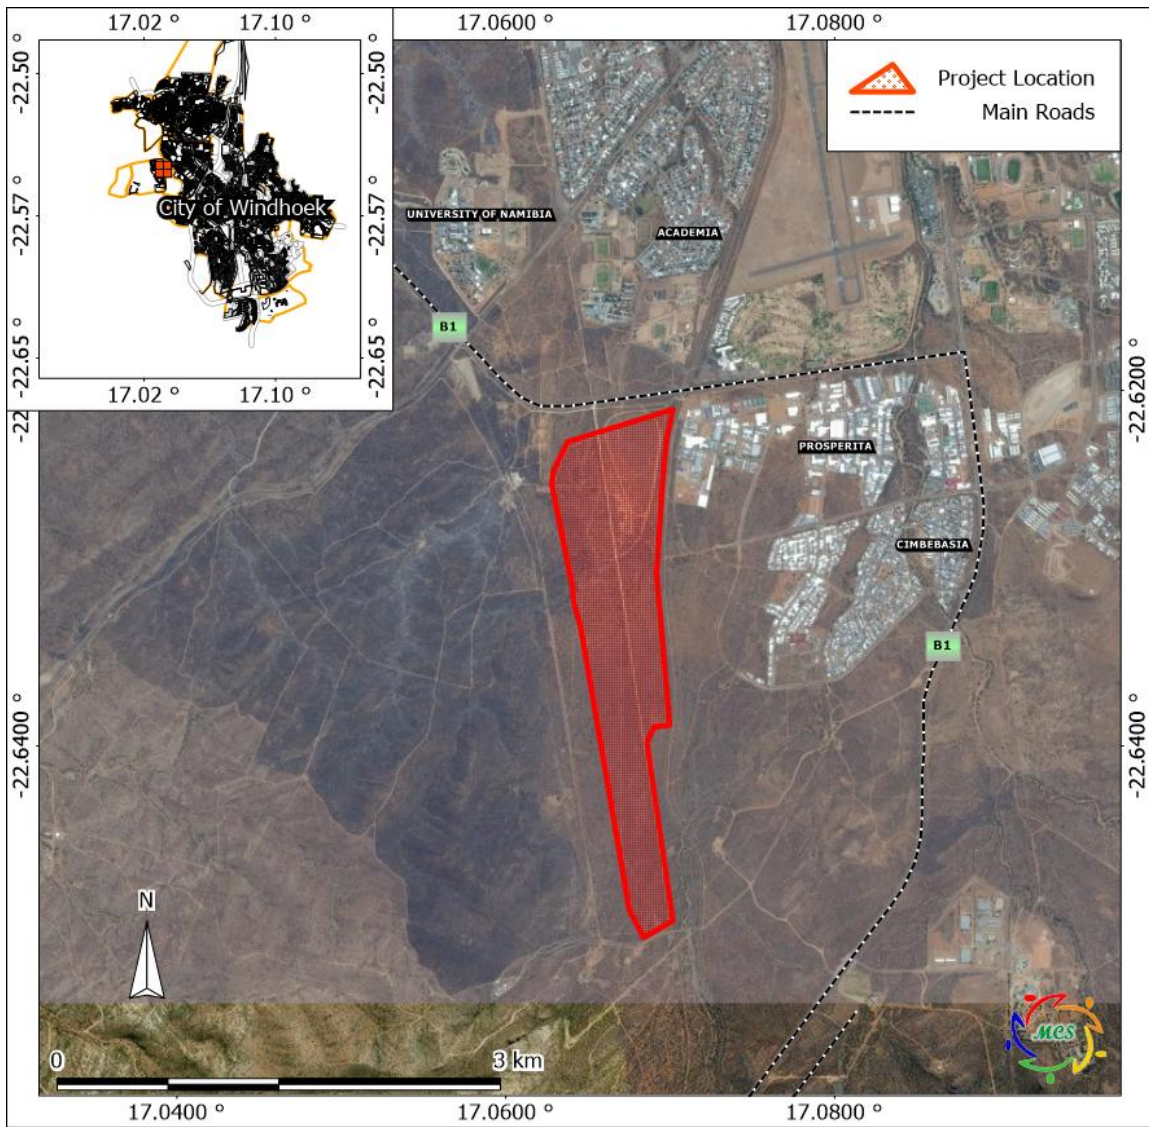 17.0600 °
17.0800 °
17.02 °
17.10 °
-22.50 °
-22.57 °
-22.65 °
-22.50 °
-22.57 °
-22.65 °
City of Windhoek
17.02 °
17.10 °
Project Location
Main Roads
UNIVERSITY OF NAMIBIA
ACADEMIA
B1
PROSPERITA
CIMBEBASIA
B1
-22.6200 °
-22.6400 °
-22.6400 °
N
0
3 km
MCS
17.0400 °
17.0600 °
17.0800 °